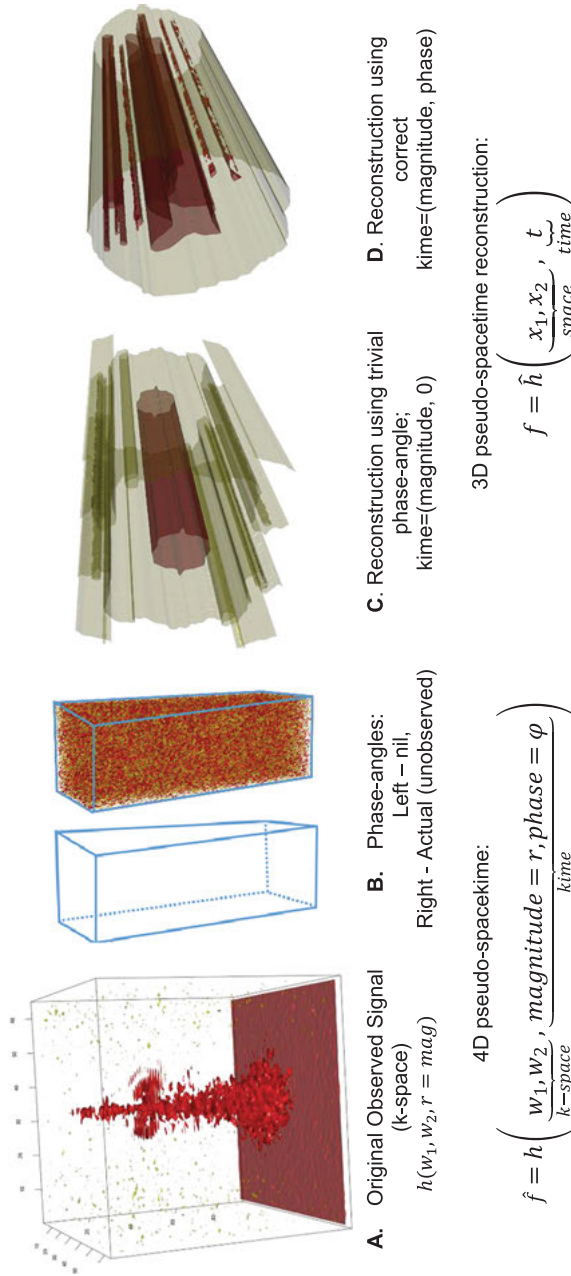 A. Original Observed Signal
(k-space)
h(w₁, w₂, r = mag)
B. Phase-angles:
Left – nil,
Right - Actual (unobserved)
C. Reconstruction using trivial
phase-angle;
kime=(magnitude, 0)
D. Reconstruction using
correct
kime=(magnitude, phase)
4D pseudo-spacekime:
f̂ = h ( w₁, w₂ , magnitude = r, phase = φ )
k−space kime
3D pseudo-spacetime reconstruction:
f = ĥ ( x₁, x₂ , t )
space time